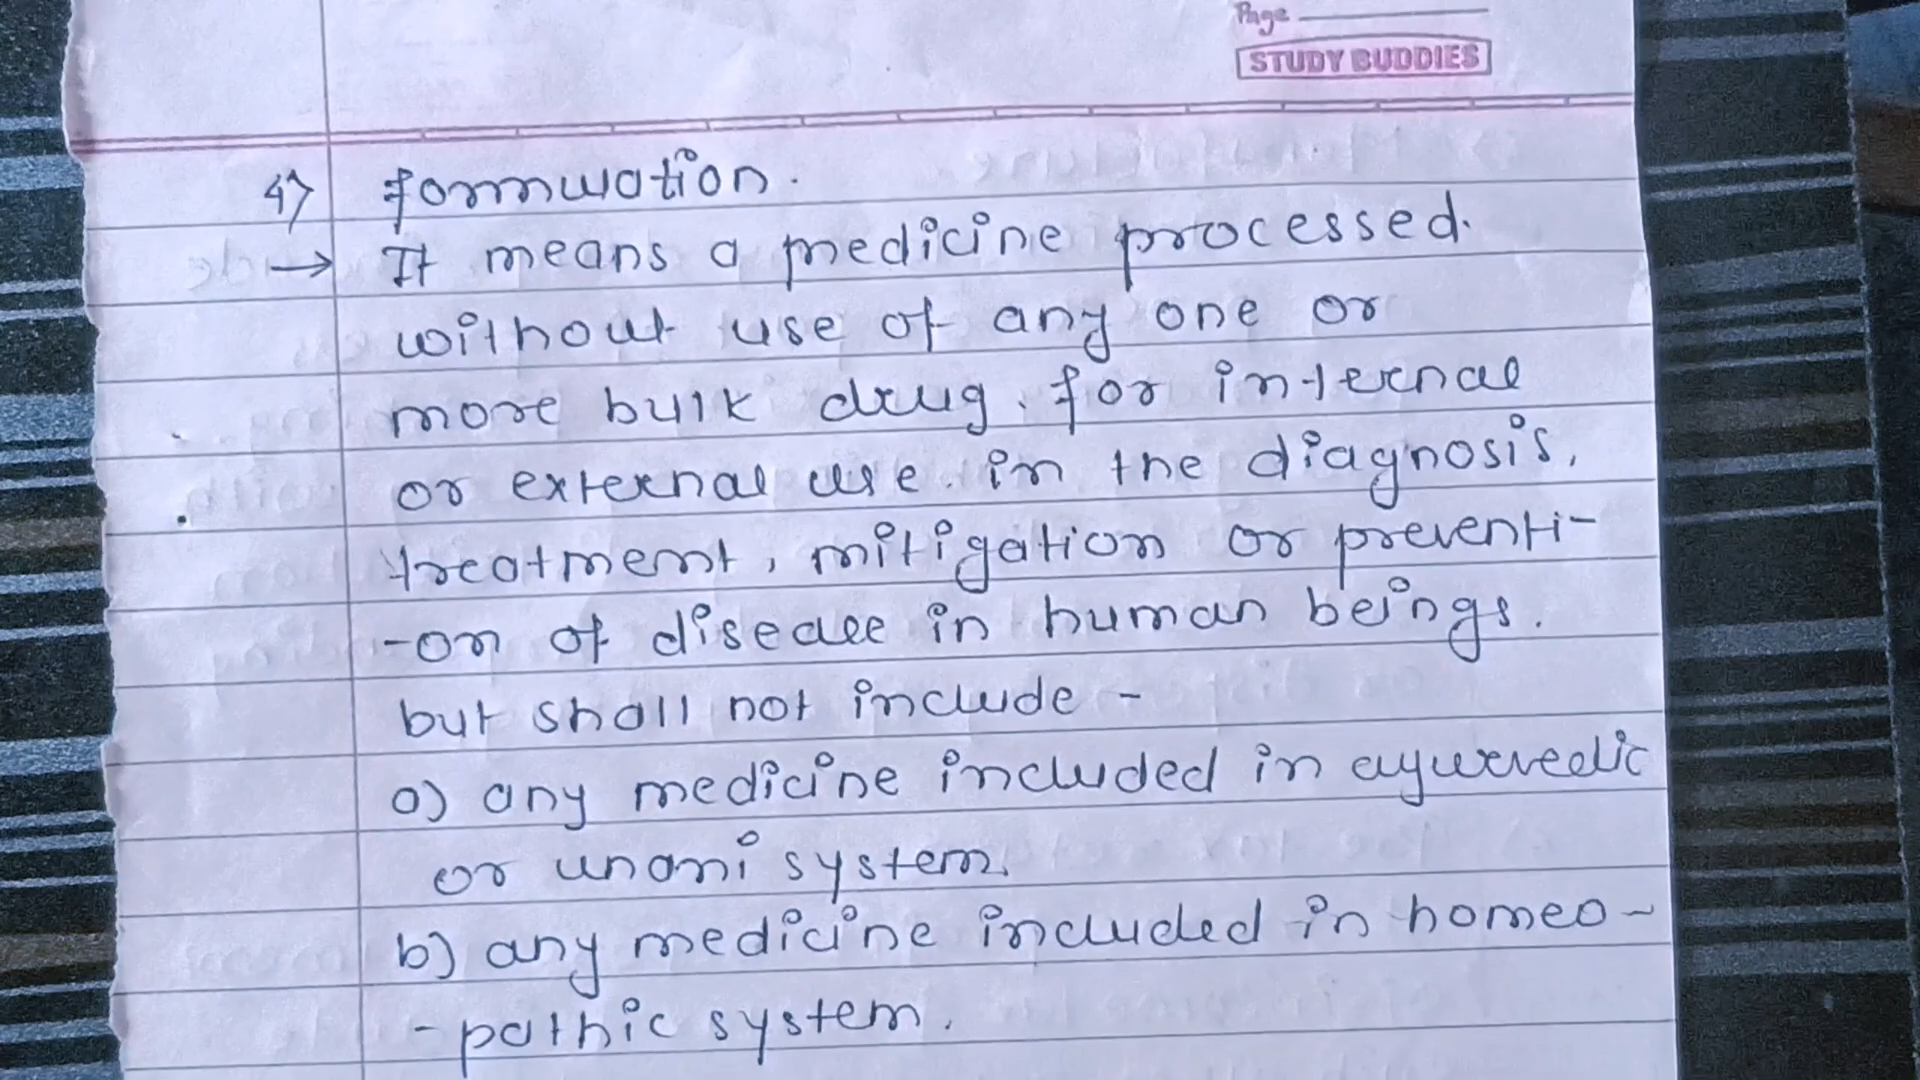 Page
STUDY BUDDIES
4) formulation.
→ It means a medicine processed.
without use of any one or
more bulk drug. for internal
or external use. in the diagnosis,
treatment, mitigation or preventi-
-on of disease in human beings.
but shall not include -
a) any medicine included in ayurvedic
or unani system.
b) any medicine included in homeo-
-pathic system.